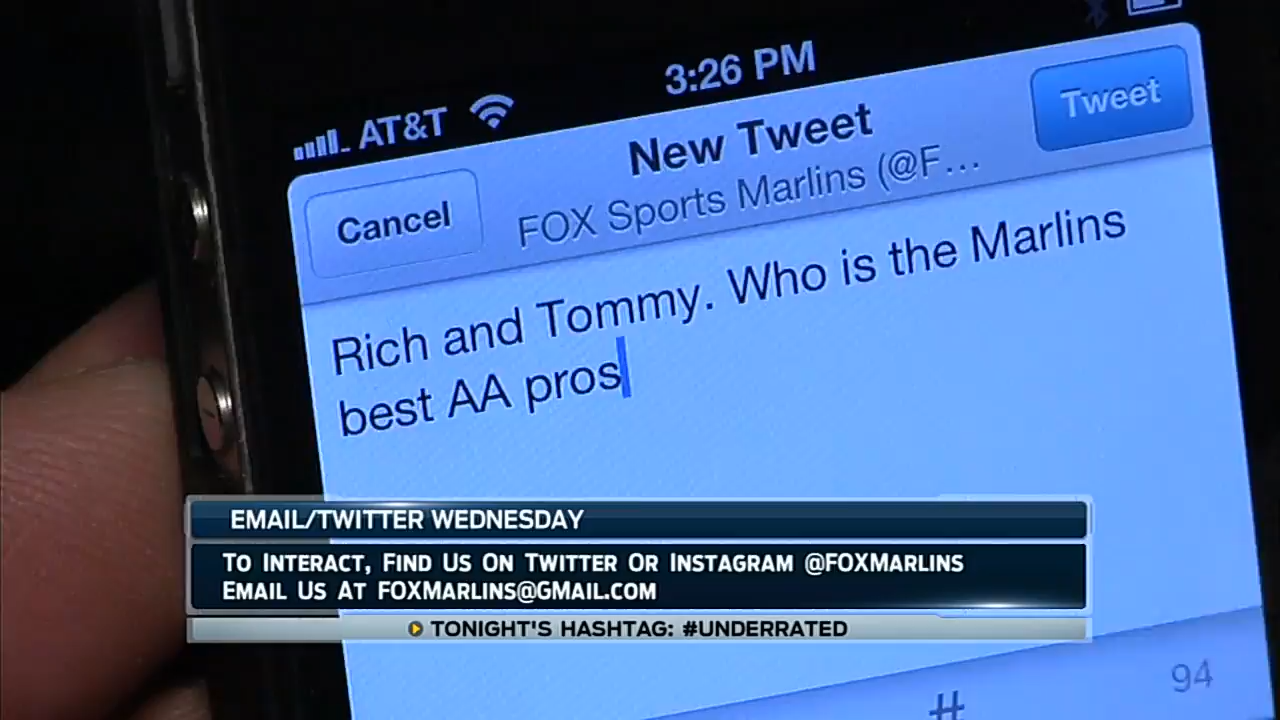 AT&T 3:26 PM
Cancel New Tweet Tweet
FOX Sports Marlins (@F...
Rich and Tommy. Who is the Marlins
best AA pros
EMAIL/TWITTER WEDNESDAY
TO INTERACT, FIND US ON TWITTER OR INSTAGRAM @FOXMARLINS
EMAIL US AT FOXMARLINS@GMAIL.COM
TONIGHT'S HASHTAG: #UNDERRATED
# 94